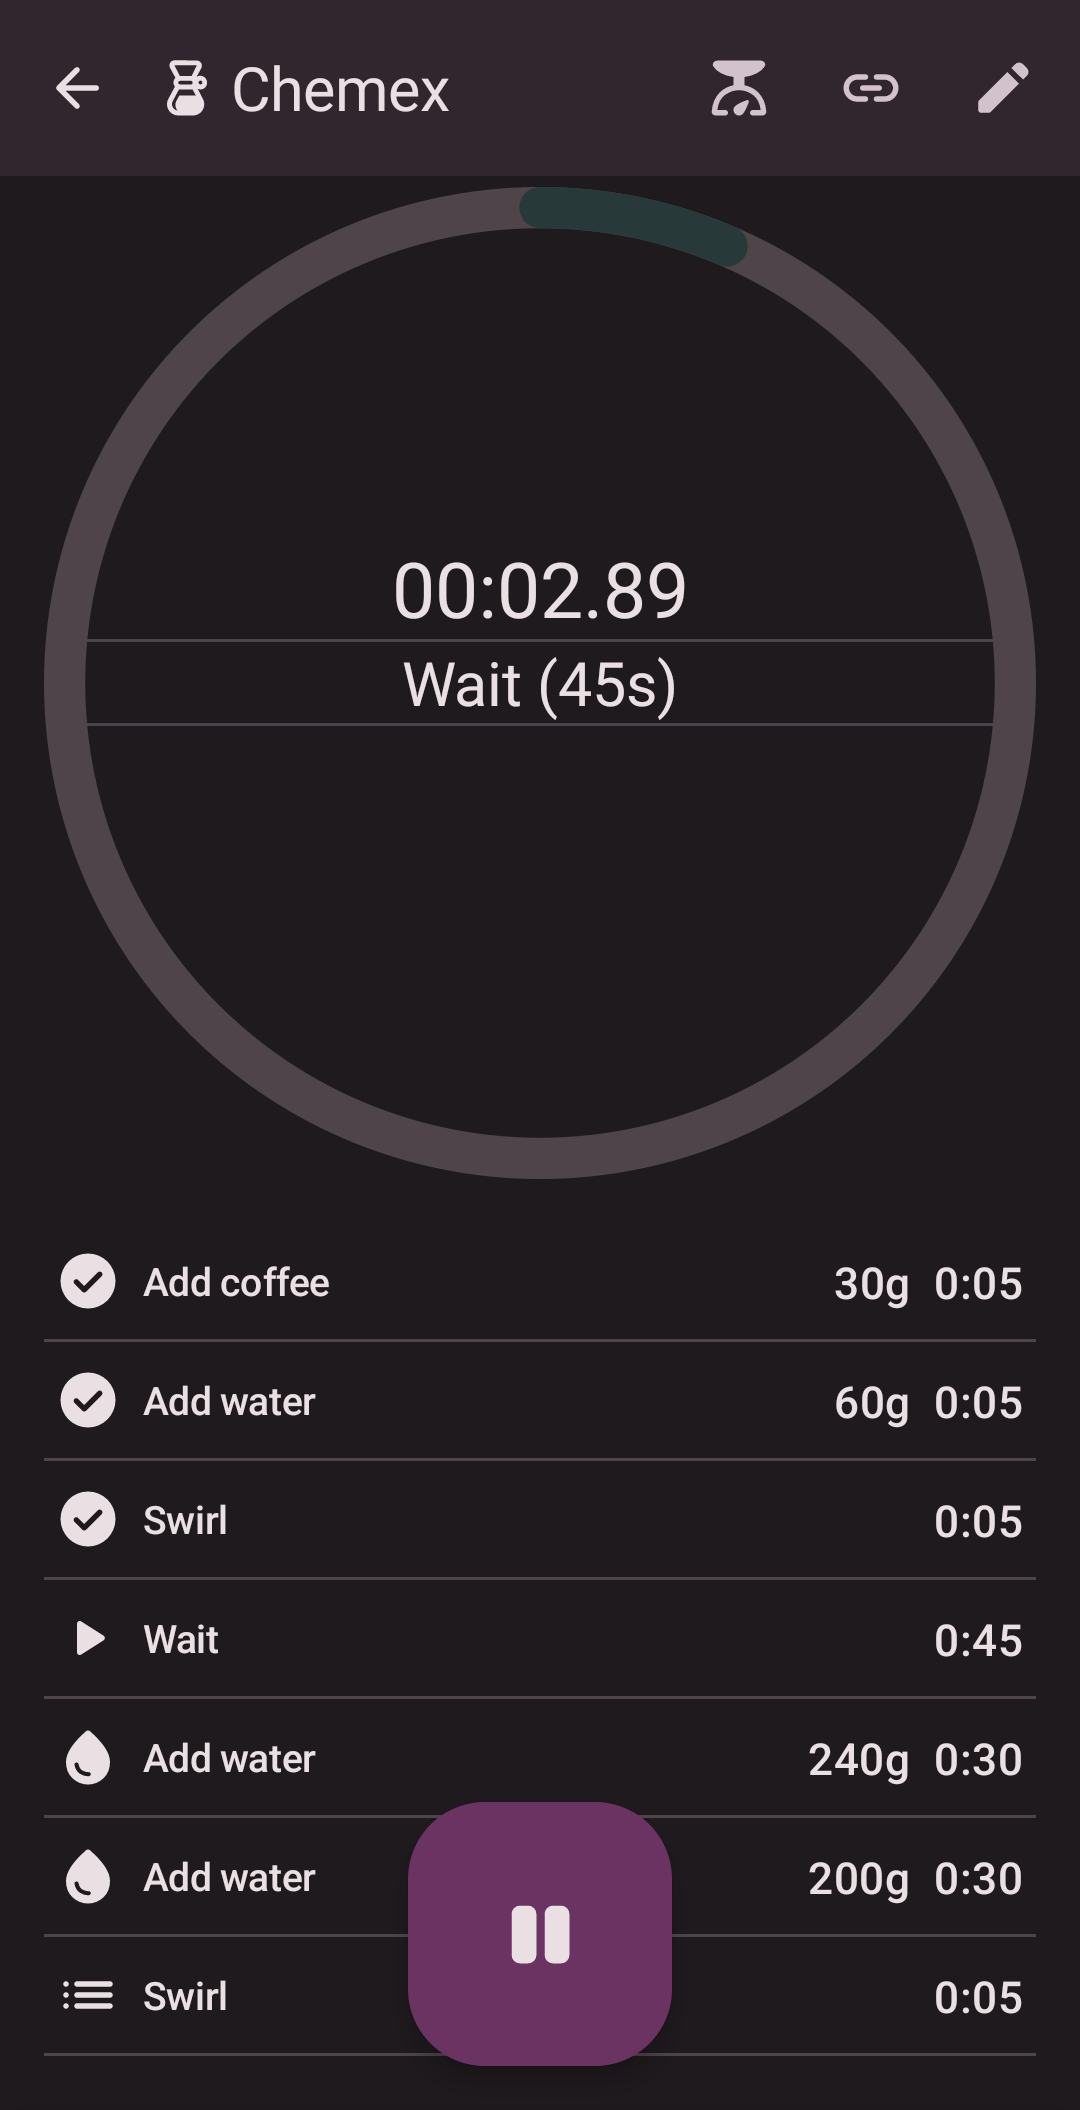 Chemex
00:02.89
Wait (45s)
Add coffee 30g 0:05
Add water 60g 0:05
Swirl 0:05
Wait 0:45
Add water 240g 0:30
Add water 200g 0:30
Swirl 0:05